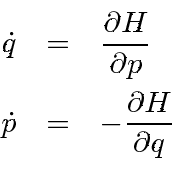 q̇ = ∂H/∂p
ṗ = −∂H/∂q